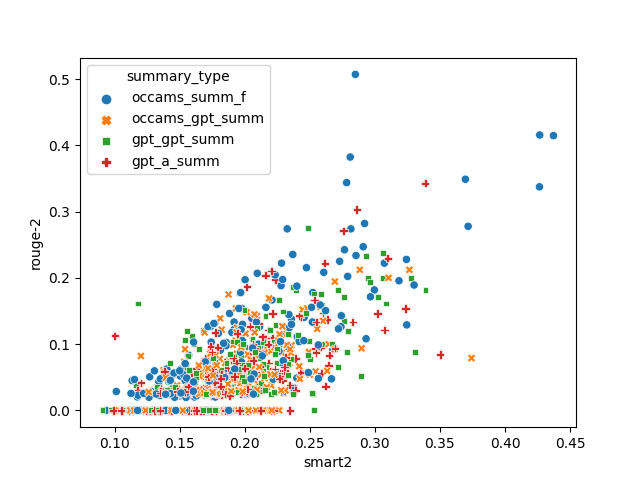 summary_type
occams_summ_f
occams_gpt_summ
gpt_gpt_summ
gpt_a_summ
rouge-2
0.5
0.4
0.3
0.2
0.1
0.0
0.10 0.15 0.20 0.25 0.30 0.35 0.40 0.45
smart2